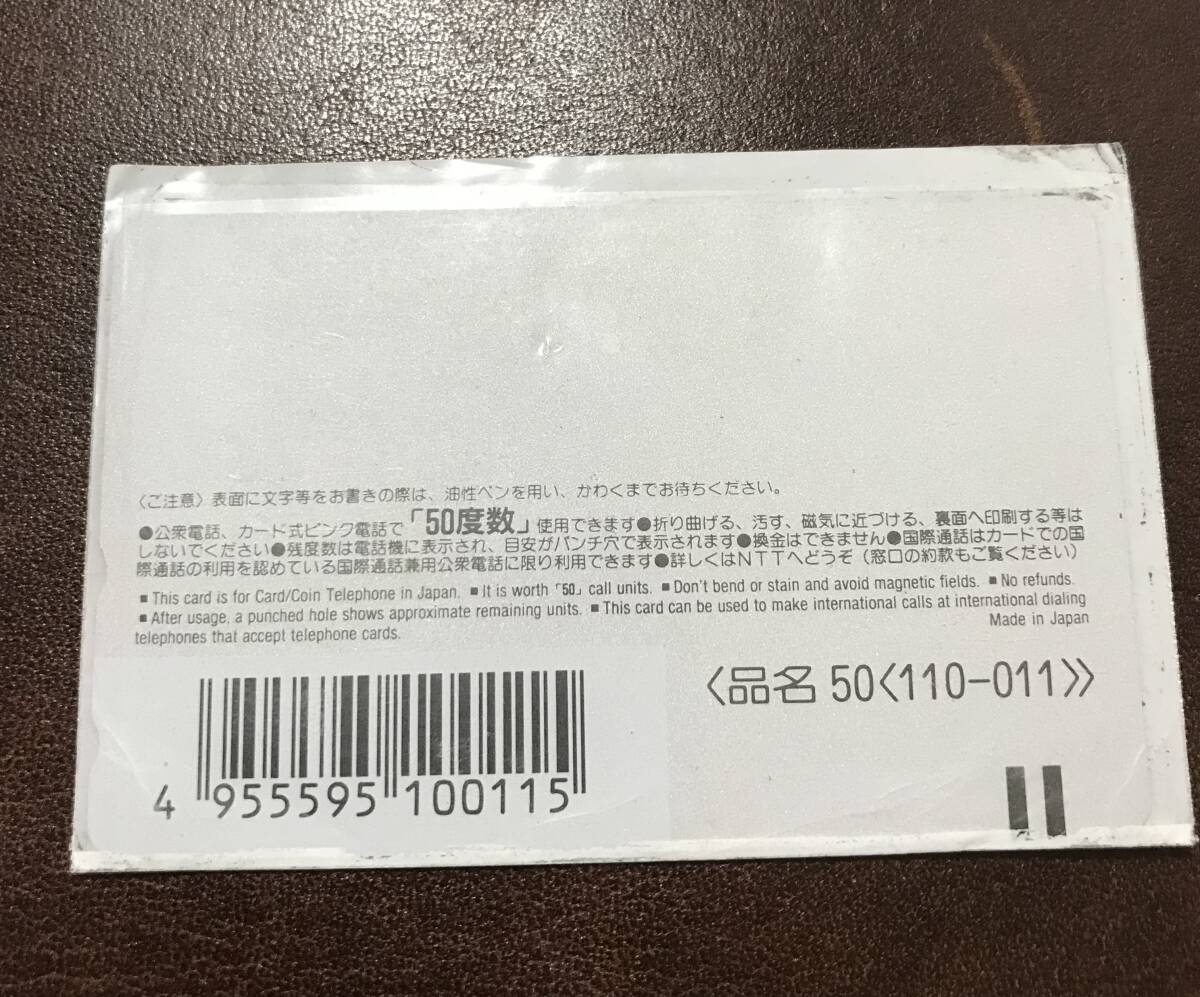 〈ご注意〉表面に文字等をお書きの際は、油性ペンを用い、かわくまでお待ちください。
●公衆電話、カード式ピンク電話で「50度数」使用できます●折り曲げる、汚す、磁気に近づける、裏面へ印刷する等は
しないでください●残度数は電話機に表示され、目安がパンチ穴で表示されます●換金はできません●国際通話はカードでの国
際通話の利用を認めている国際通話兼用公衆電話に限り利用できます●詳しくはNTTへどうぞ（窓口の約款もご覧ください）
■ This card is for Card/Coin Telephone in Japan. ■ It is worth「50」call units. ■ Don't bend or stain and avoid magnetic fields. ■ No refunds.
■ After usage, a punched hole shows approximate remaining units. ■ This card can be used to make international calls at international dialing
telephones that accept telephone cards.
Made in Japan
〈品名 50〈110-011〉〉
4 955595 100115